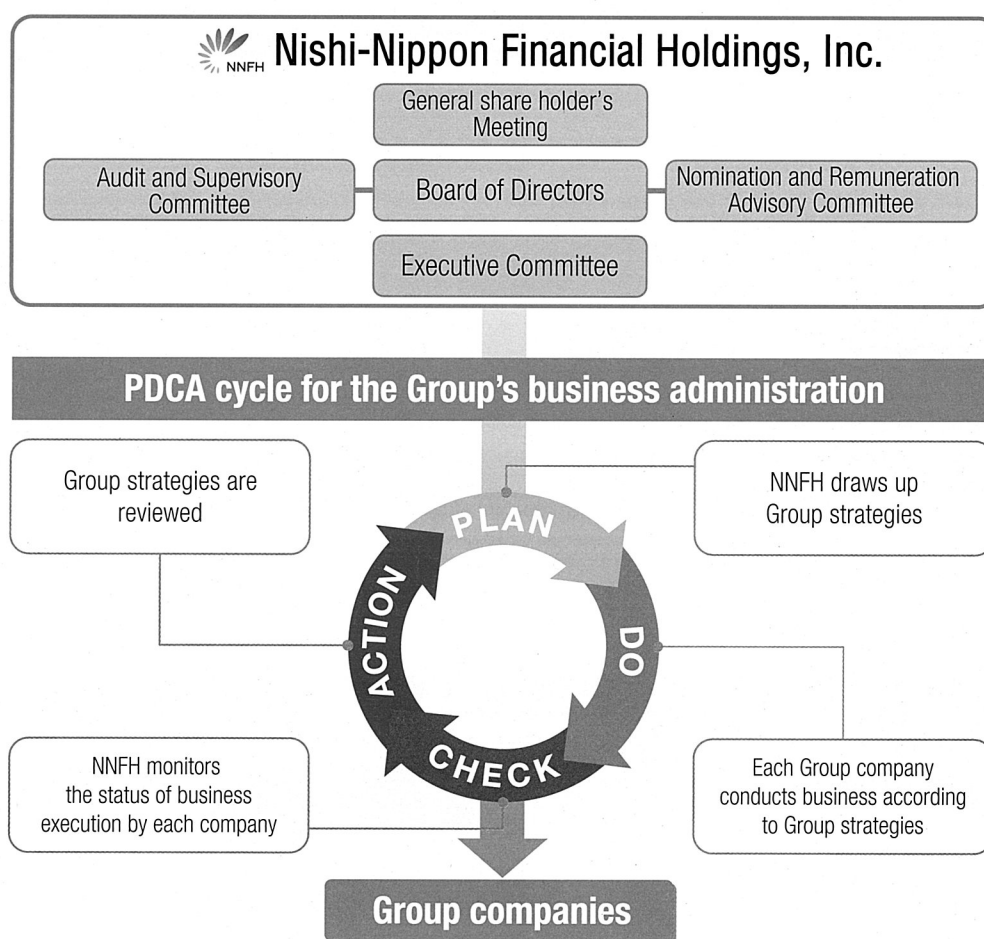 NNFH Nishi-Nippon Financial Holdings, Inc.
General share holder's
Meeting
Audit and Supervisory
Committee
Board of Directors
Nomination and Remuneration
Advisory Committee
Executive Committee
PDCA cycle for the Group's business administration
Group strategies are
reviewed
NNFH draws up
Group strategies
PLAN
DO
CHECK
ACTION
NNFH monitors
the status of business
execution by each company
Each Group company
conducts business according
to Group strategies
Group companies